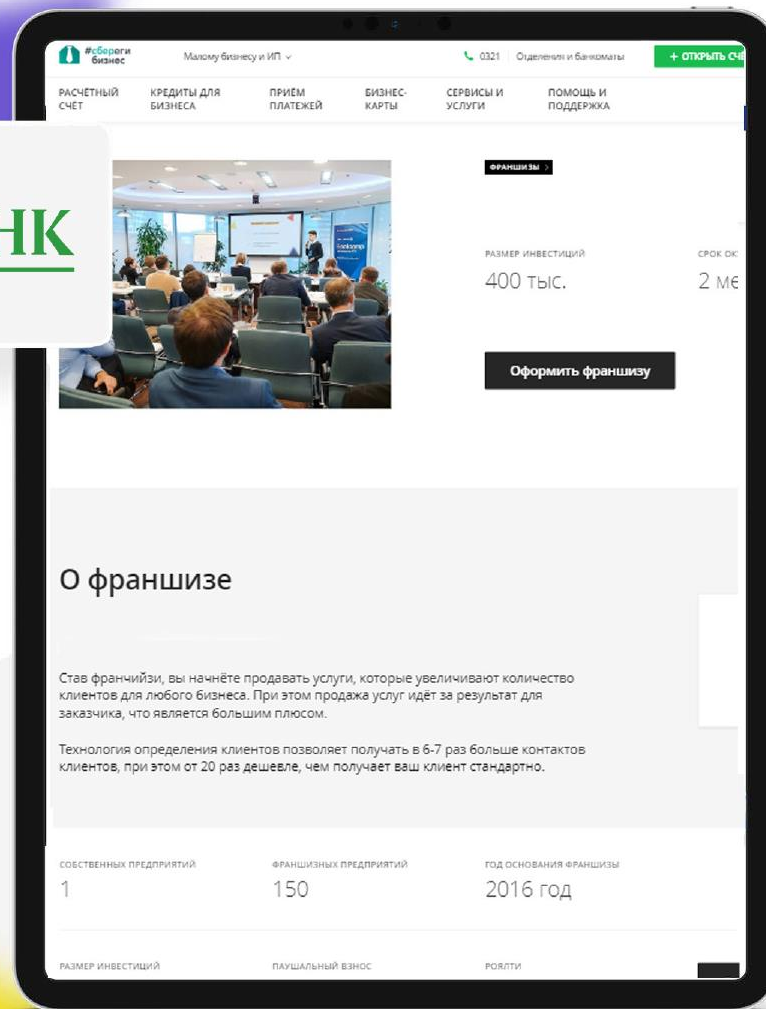 #сбереги
бизнес
Малому бизнесу и ИП
0321
Отделения и банкоматы
+ ОТКРЫТЬ СЧЁ
РАСЧЁТНЫЙ
СЧЁТ
КРЕДИТЫ ДЛЯ
БИЗНЕСА
ПРИЁМ
ПЛАТЕЖЕЙ
БИЗНЕС-
КАРТЫ
СЕРВИСЫ И
УСЛУГИ
ПОМОЩЬ И
ПОДДЕРЖКА
НК
ФРАНШИЗЫ
РАЗМЕР ИНВЕСТИЦИЙ
400 тыс.
СРОК ОК
2 ме
Оформить франшизу
О франшизе
Став франчийзи, вы начнёте продавать услуги, которые увеличивают количество
клиентов для любого бизнеса. При этом продажа услуг идёт за результат для
заказчика, что является большим плюсом.
Технология определения клиентов позволяет получать в 6-7 раз больше контактов
клиентов, при этом от 20 раз дешевле, чем получает ваш клиент стандартно.
СОБСТВЕННЫХ ПРЕДПРИЯТИЙ
1
ФРАНШИЗНЫХ ПРЕДПРИЯТИЙ
150
ГОД ОСНОВАНИЯ ФРАНШИЗЫ
2016 год
РАЗМЕР ИНВЕСТИЦИЙ
ПАУШАЛЬНЫЙ ВЗНОС
РОЯЛТИ